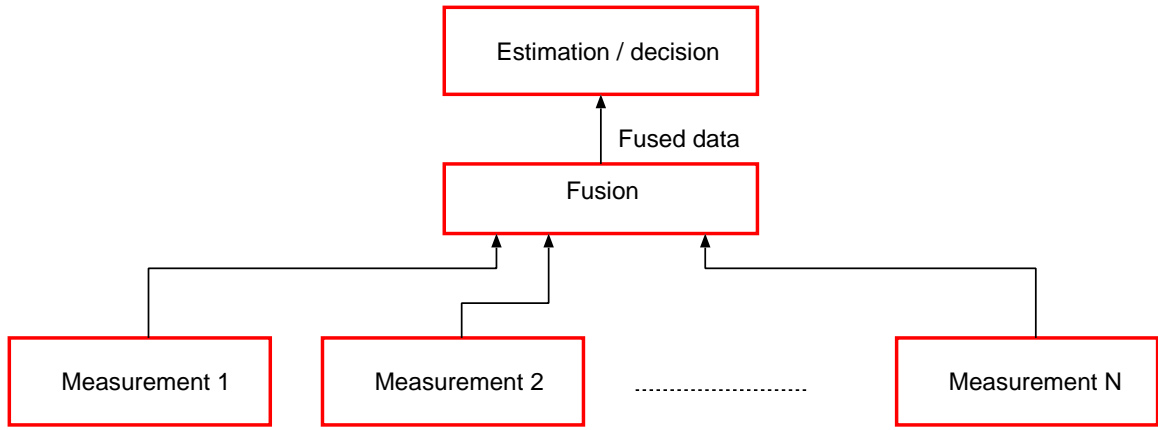 Estimation / decision
Fused data
Fusion
Measurement 1
Measurement 2
Measurement N